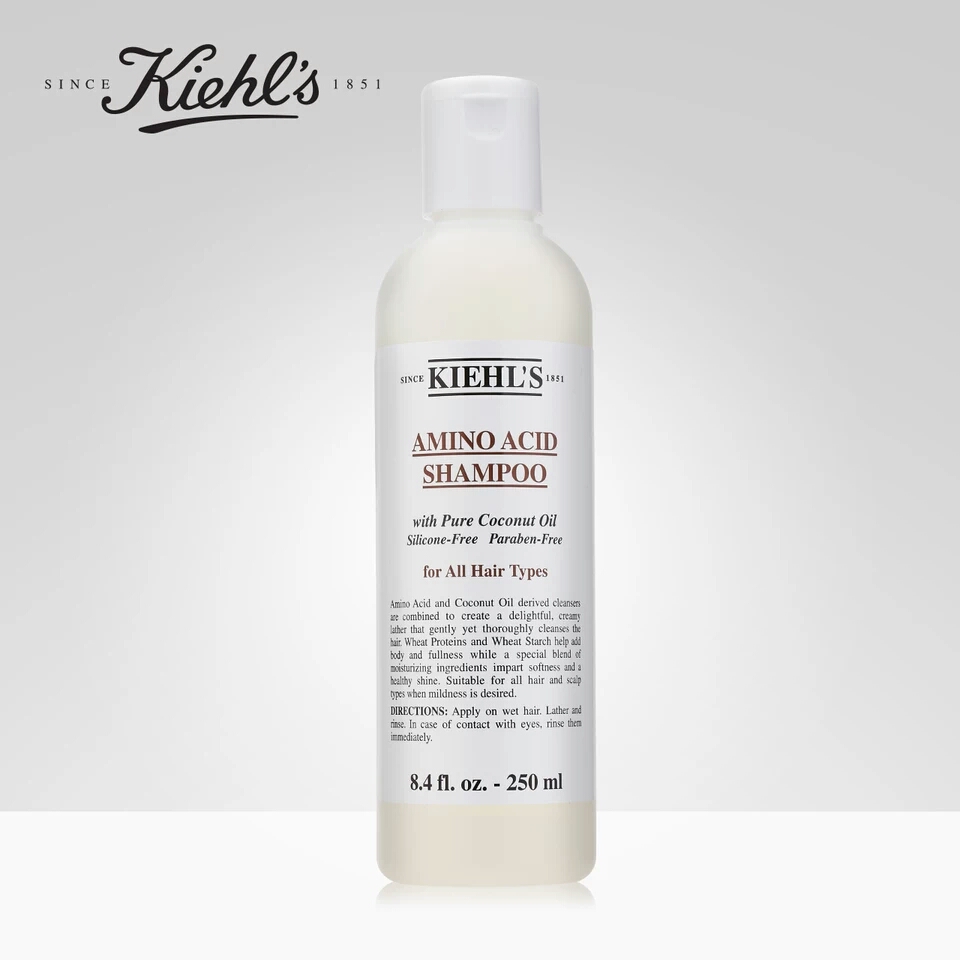 SINCE Kiehl's 1851
SINCE KIEHL'S 1851
AMINO ACID
SHAMPOO
with Pure Coconut Oil
Silicone-Free Paraben-Free
for All Hair Types
Amino Acid and Coconut Oil derived cleansers
are combined to create a delightful, creamy
lather that gently yet thoroughly cleanses the
hair. Wheat Proteins and Wheat Starch help add
body and fullness while a special blend of
moisturizing ingredients impart softness and a
healthy shine. Suitable for all hair and scalp
types when mildness is desired.
DIRECTIONS: Apply on wet hair. Lather and
rinse. In case of contact with eyes, rinse them
immediately.
8.4 fl. oz. - 250 ml